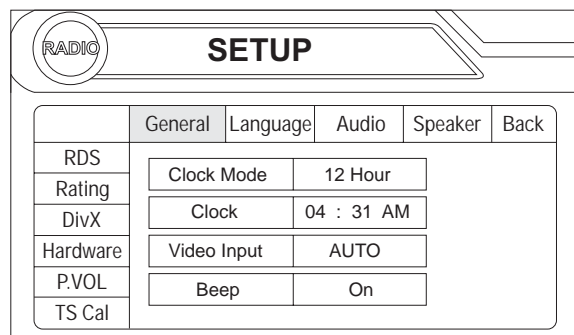 RADIO
SETUP
General Language Audio Speaker Back
RDS
Rating
DivX
Hardware
P.VOL
TS Cal
Clock Mode 12 Hour
Clock 04 : 31 AM
Video Input AUTO
Beep On